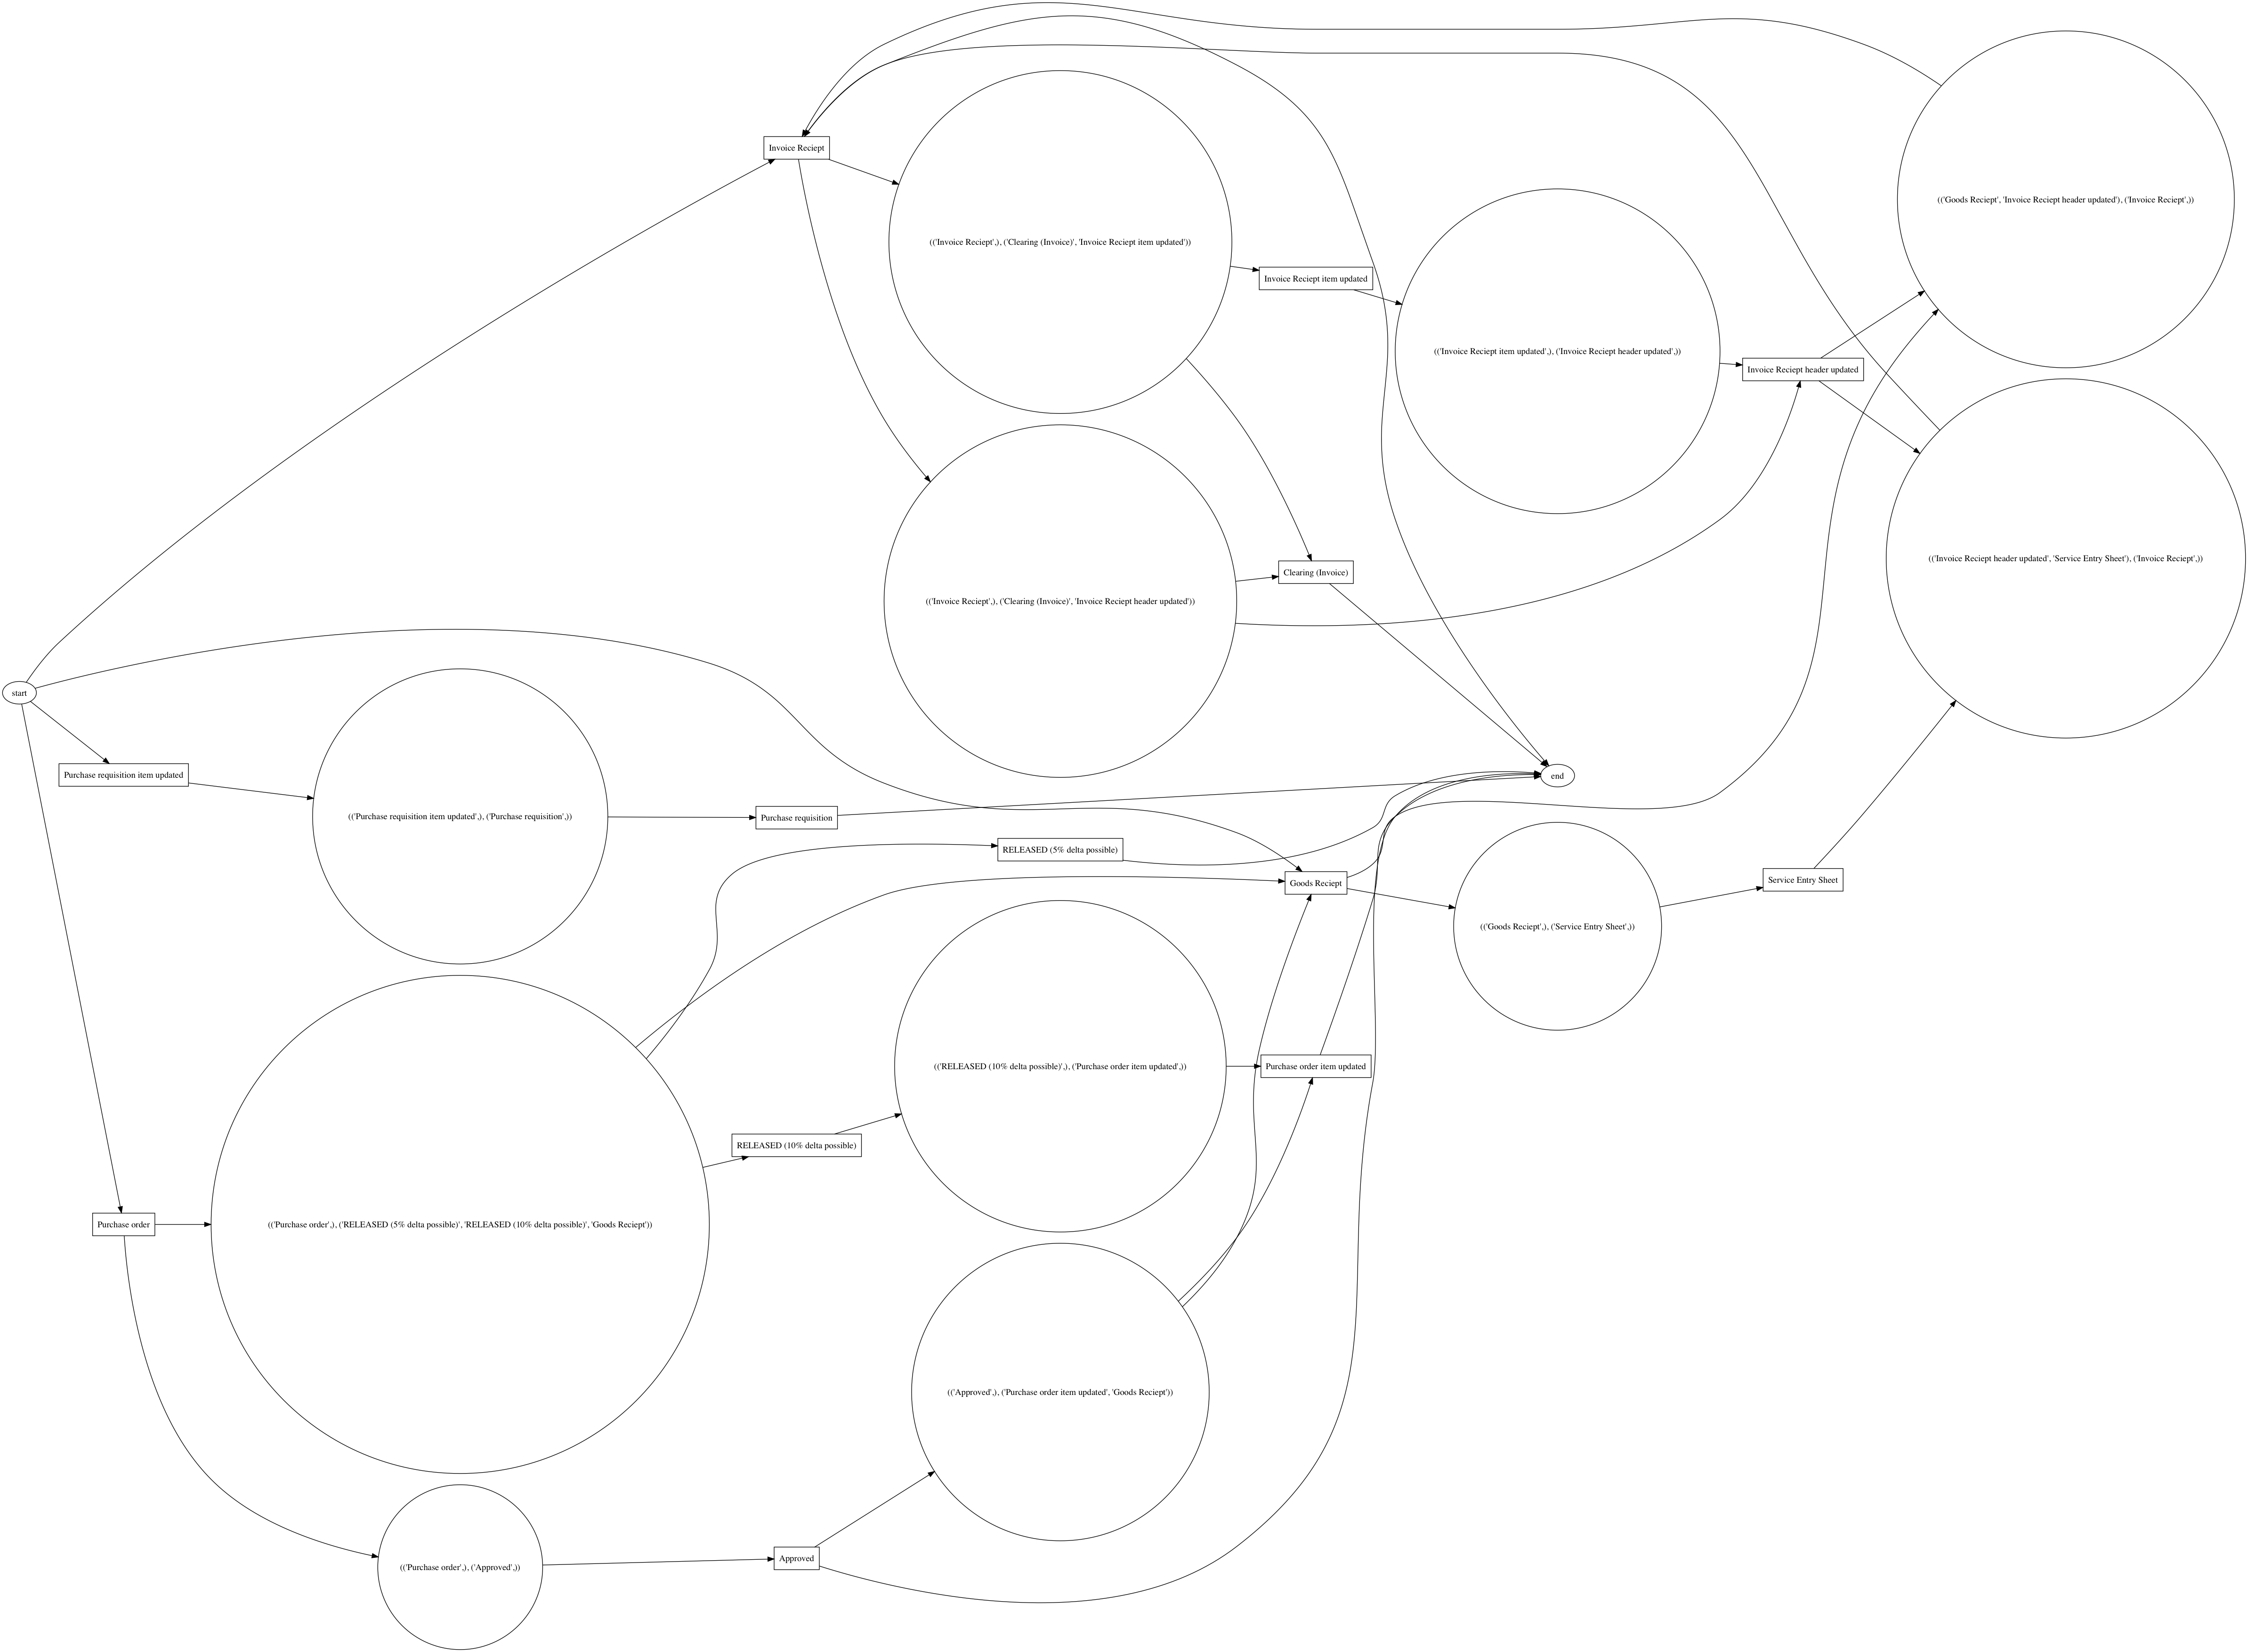 (('Goods Reciept', 'Invoice Reciept header updated'), ('Invoice Reciept',))
Invoice Reciept
(('Invoice Reciept',), ('Clearing (Invoice)', 'Invoice Reciept item updated'))
Invoice Reciept item updated
(('Invoice Reciept item updated',), ('Invoice Reciept header updated',))
Invoice Reciept header updated
(('Invoice Reciept header updated', 'Service Entry Sheet'), ('Invoice Reciept',))
Clearing (Invoice)
(('Invoice Reciept',), ('Clearing (Invoice)', 'Invoice Reciept header updated'))
start
Purchase requisition item updated
end
(('Purchase requisition item updated',), ('Purchase requisition',))
Purchase requisition
RELEASED (5% delta possible)
Goods Reciept
Service Entry Sheet
(('Goods Reciept',), ('Service Entry Sheet',))
(('RELEASED (10% delta possible)',), ('Purchase order item updated',))
Purchase order item updated
RELEASED (10% delta possible)
Purchase order
(('Purchase order',), ('RELEASED (5% delta possible)', 'RELEASED (10% delta possible)', 'Goods Reciept'))
(('Approved',), ('Purchase order item updated', 'Goods Reciept'))
(('Purchase order',), ('Approved',))
Approved